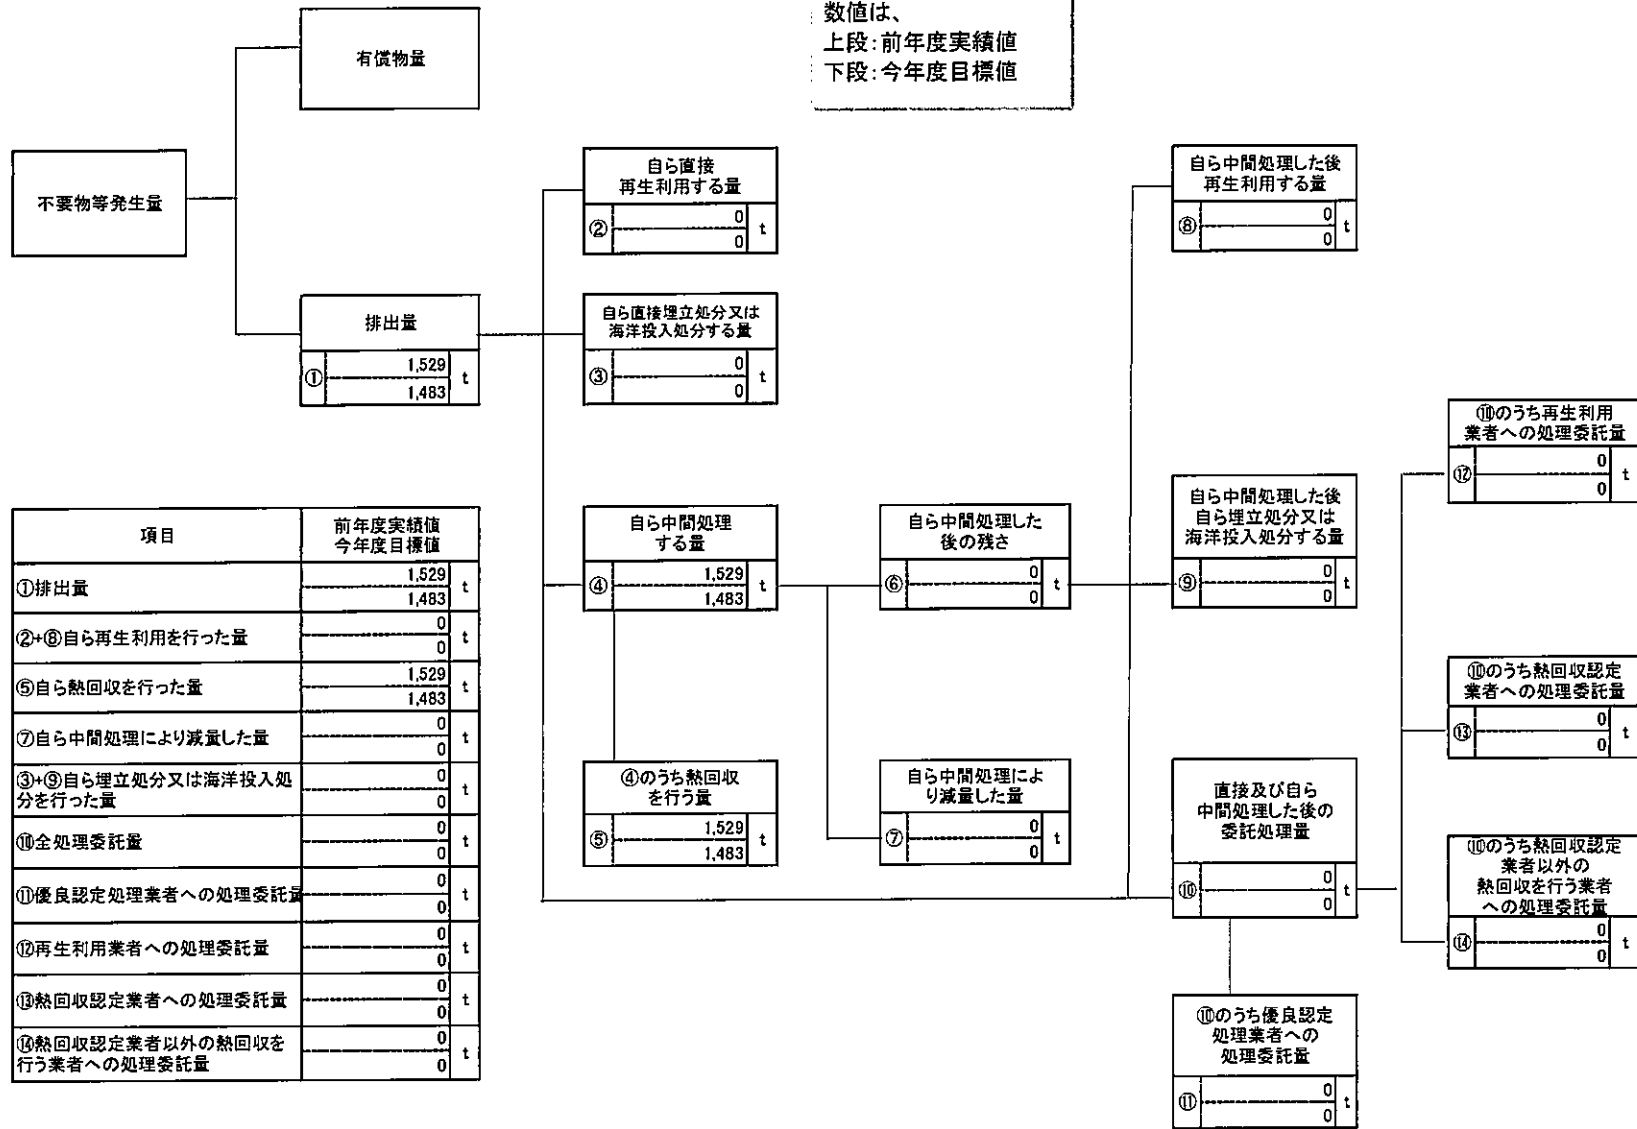 数値は、
上段：前年度実績値
下段：今年度目標値
有償物量
不要物等発生量
排出量
① 1,529 t
1,483
自ら直接
再生利用する量
② 0 t
0
自ら直接埋立処分又は
海洋投入処分する量
③ 0 t
0
自ら中間処理した後
再生利用する量
⑧ 0 t
0
自ら中間処理
する量
④ 1,529 t
1,483
自ら中間処理した
後の残さ
⑥ 0 t
0
自ら中間処理した後
自ら埋立処分又は
海洋投入処分する量
⑨ 0 t
0
⑩のうち再生利用
業者への処理委託量
⑫ 0 t
0
④のうち熱回収
を行う量
⑤ 1,529 t
1,483
自ら中間処理によ
り減量した量
⑦ 0 t
0
直接及び自ら
中間処理した後の
委託処理量
⑩ 0 t
0
⑩のうち熱回収認定
業者への処理委託量
⑬ 0 t
0
⑩のうち熱回収認定
業者以外の
熱回収を行う業者
への処理委託量
⑭ 0 t
0
⑩のうち優良認定
処理業者への
処理委託量
⑪ 0 t
0
項目 前年度実績値
今年度目標値
①排出量 1,529 t
1,483
②+⑧自ら再生利用を行った量 0 t
0
⑤自ら熱回収を行った量 1,529 t
1,483
⑦自ら中間処理により減量した量 0 t
0
③+⑨自ら埋立処分又は海洋投入処 0 t
分を行った量 0
⑩全処理委託量 0 t
0
⑪優良認定処理業者への処理委託量 0 t
0
⑫再生利用業者への処理委託量 0 t
0
⑬熱回収認定業者への処理委託量 0 t
0
⑭熱回収認定業者以外の熱回収を 0 t
行う業者への処理委託量 0